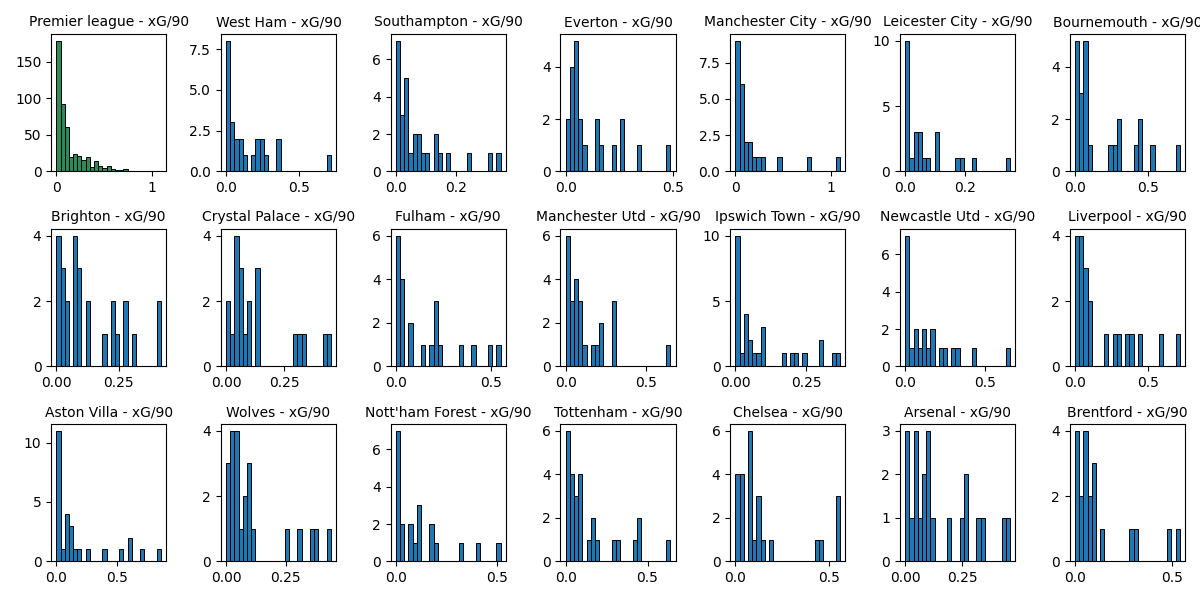 Premier league - xG/90 West Ham - xG/90 Southampton - xG/90 Everton - xG/90 Manchester City - xG/90 Leicester City - xG/90 Bournemouth - xG/90
150 7.5 6 4 7.5 10 4
100 5.0 4 5.0 5
50 2.5 2 2 2.5 2
0 0.0 0 0 0.0 0 0
0 1 0.0 0.5 0.0 0.2 0.0 0.5 0 1 0.0 0.2 0.0 0.5
Brighton - xG/90 Crystal Palace - xG/90 Fulham - xG/90 Manchester Utd - xG/90 Ipswich Town - xG/90 Newcastle Utd - xG/90 Liverpool - xG/90
4 4 6 6 10 6 4
2 2 4 4 5 4 2
2 2 2
0 0 0 0 0 0 0
0.00 0.25 0.00 0.25 0.0 0.5 0.0 0.5 0.00 0.25 0.0 0.5 0.0 0.5
Aston Villa - xG/90 Wolves - xG/90 Nott'ham Forest - xG/90 Tottenham - xG/90 Chelsea - xG/90 Arsenal - xG/90 Brentford - xG/90
10 4 6 6 6 3 4
5 2 4 4 4 2 2
2 2 2 1
0 0 0 0 0 0 0
0.0 0.5 0.00 0.25 0.0 0.5 0.0 0.5 0.0 0.5 0.00 0.25 0.0 0.5